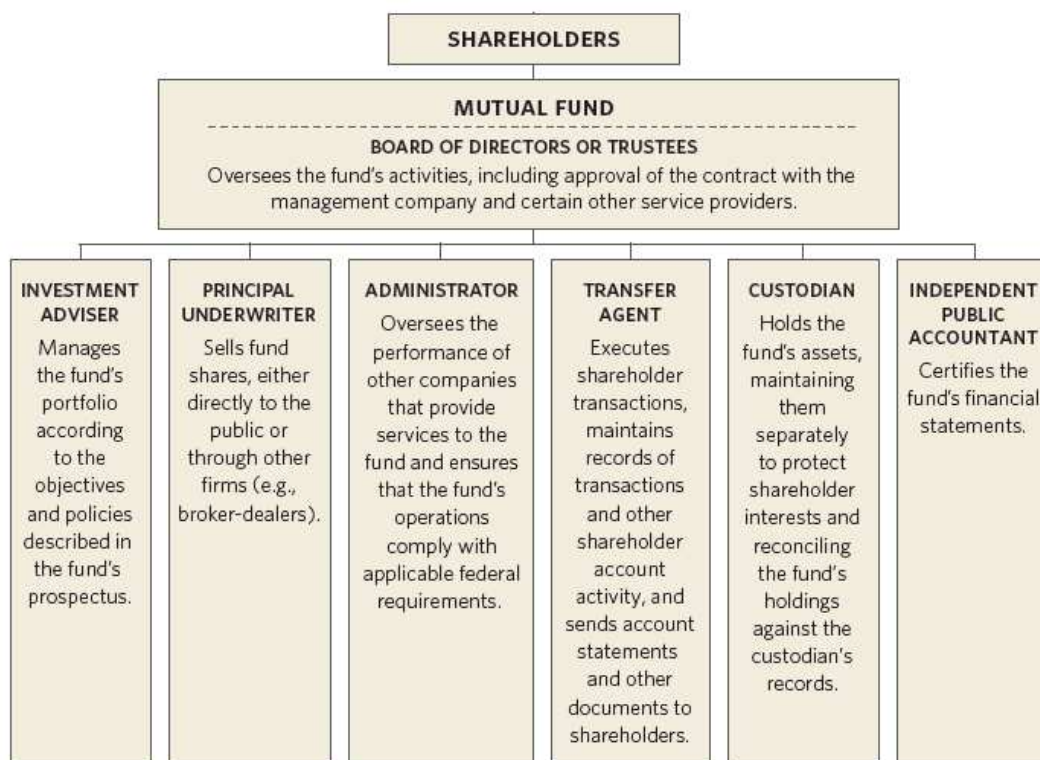 SHAREHOLDERS
MUTUAL FUND
BOARD OF DIRECTORS OR TRUSTEES
Oversees the fund's activities, including approval of the contract with the
management company and certain other service providers.
INVESTMENT
ADVISER
Manages
the fund's
portfolio
according
to the
objectives
and policies
described in
the fund's
prospectus.
PRINCIPAL
UNDERWRITER
Sells fund
shares, either
directly to the
public or
through other
firms (e.g.,
broker-dealers).
ADMINISTRATOR
Oversees the
performance of
other companies
that provide
services to the
fund and ensures
that the fund's
operations
comply with
applicable federal
requirements.
TRANSFER
AGENT
Executes
shareholder
transactions,
maintains
records of
transactions
and other
shareholder
account
activity, and
sends account
statements
and other
documents to
shareholders.
CUSTODIAN
Holds the
fund's assets,
maintaining
them
separately
to protect
shareholder
interests and
reconciling
the fund's
holdings
against the
custodian's
records.
INDEPENDENT
PUBLIC
ACCOUNTANT
Certifies the
fund's financial
statements.